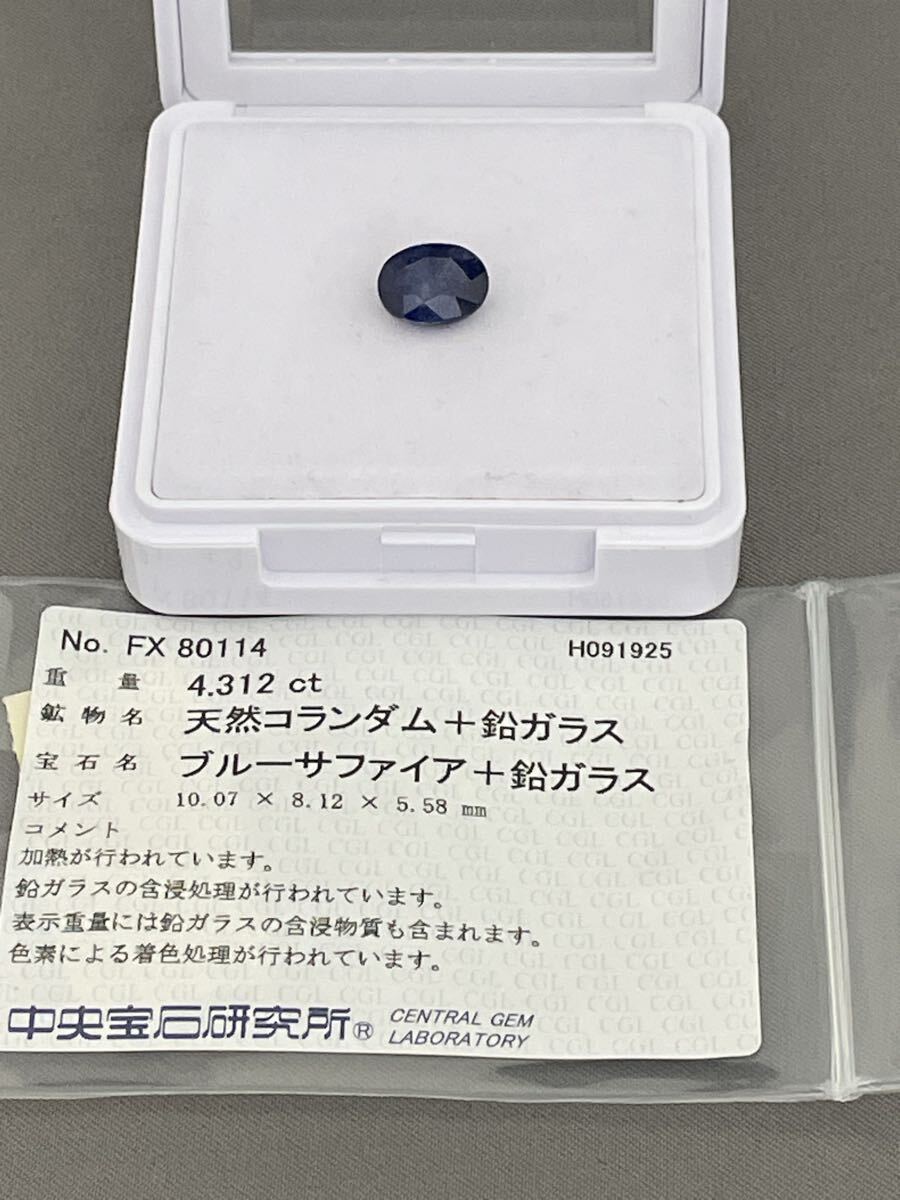 No. FX 80114 H091925
重量 4.312 ct
鉱物名 天然コランダム＋鉛ガラス
宝石名 ブルーサファイア＋鉛ガラス
サイズ 10.07 × 8.12 × 5.58 mm
コメント
加熱が行われています。
鉛ガラスの含浸処理が行われています。
表示重量には鉛ガラスの含浸物質も含まれます。
色素による着色処理が行われています。
中央宝石研究所® CENTRAL GEM
LABORATORY